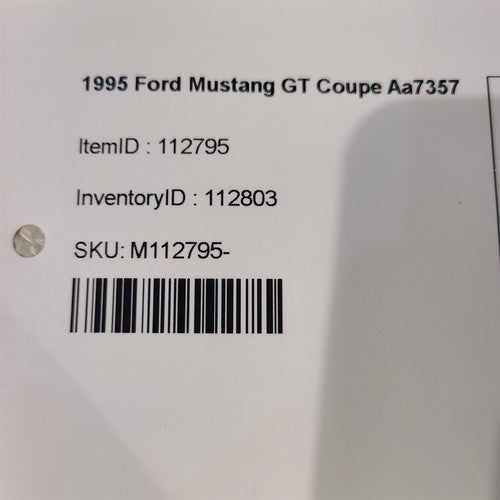 1995 Ford Mustang GT Coupe Aa7357
ItemID : 112795
InventoryID : 112803
SKU: M112795-